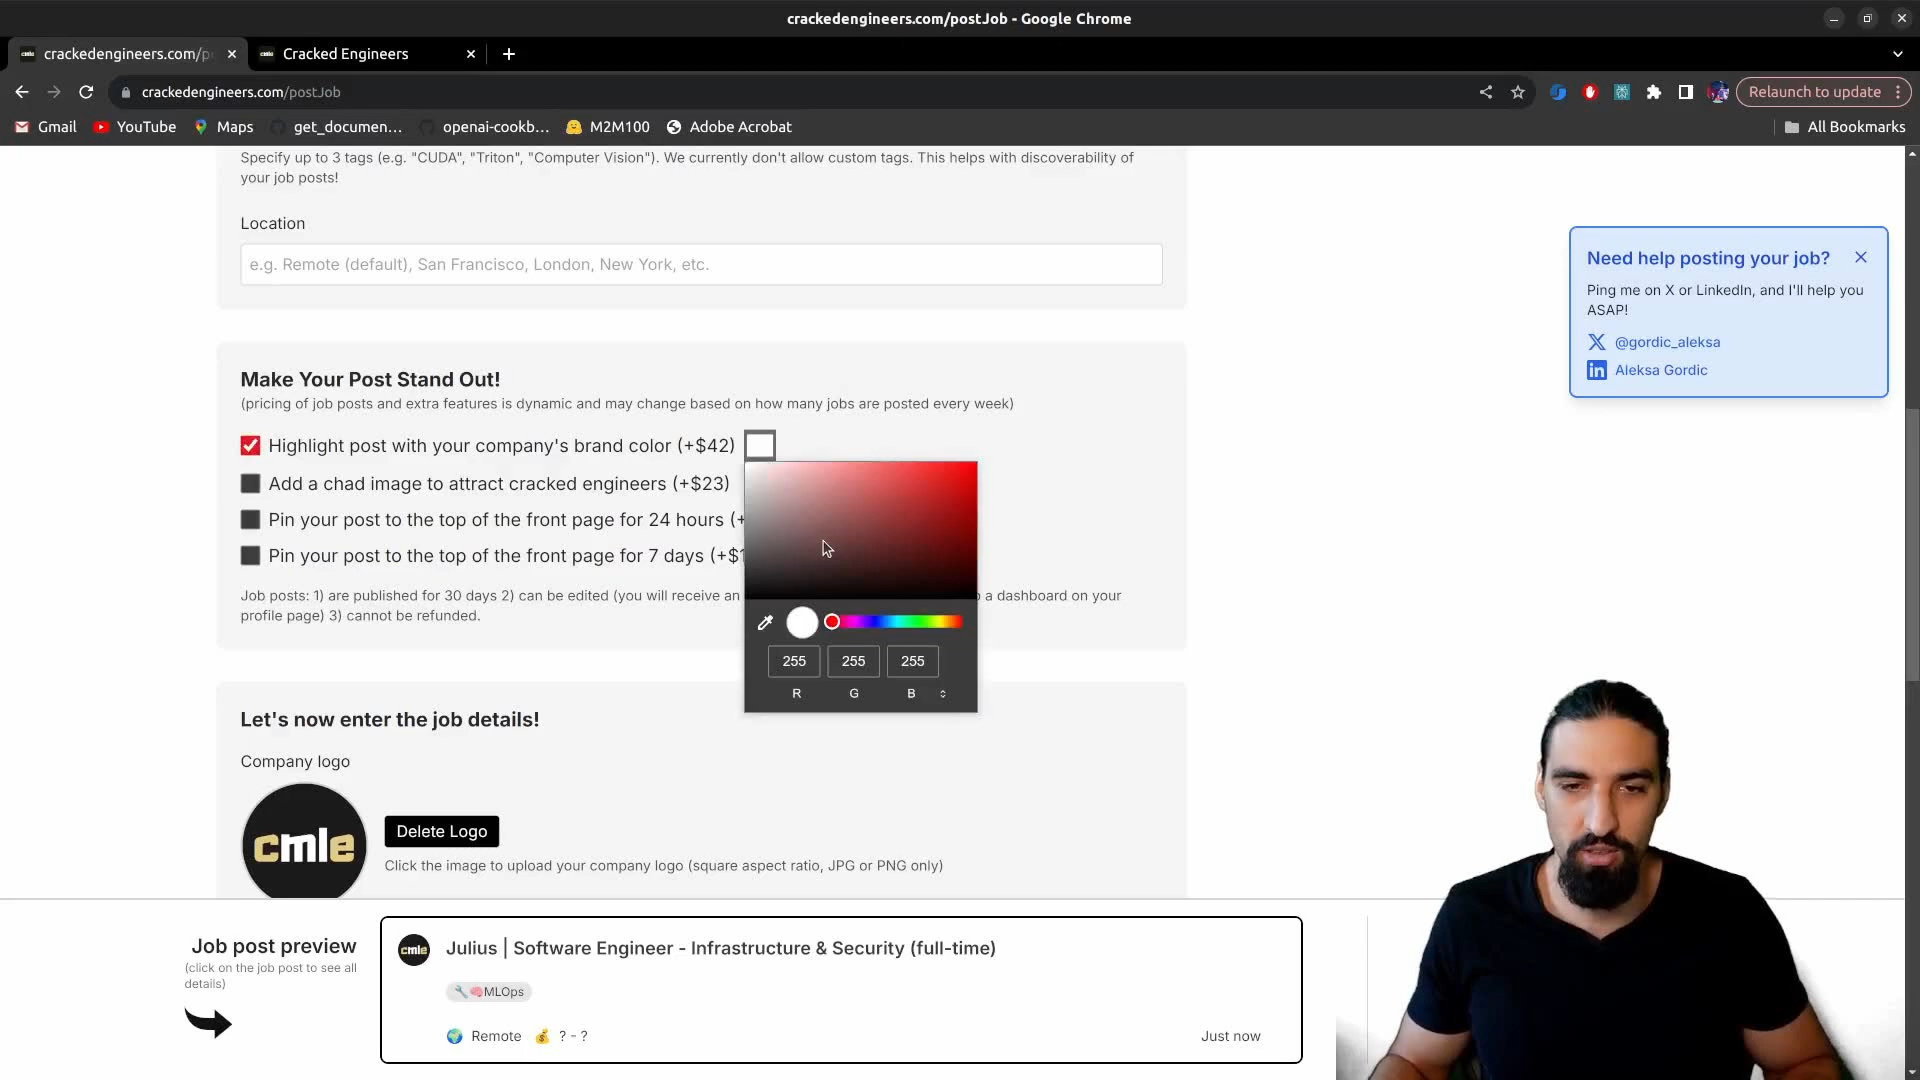 crackedengineers.com/postJob - Google Chrome
crackedengineers.com/p
Cracked Engineers
crackedengineers.com/postJob
Relaunch to update
Gmail
YouTube
Maps
get_documen...
openai-cookb...
M2M100
Adobe Acrobat
All Bookmarks
Specify up to 3 tags (e.g. "CUDA", "Triton", "Computer Vision"). We currently don't allow custom tags. This helps with discoverability of
your job posts!
Location
e.g. Remote (default), San Francisco, London, New York, etc.
Need help posting your job?
Ping me on X or LinkedIn, and I'll help you
ASAP!
@gordic_aleksa
Aleksa Gordic
Make Your Post Stand Out!
(pricing of job posts and extra features is dynamic and may change based on how many jobs are posted every week)
Highlight post with your company's brand color (+$42)
Add a chad image to attract cracked engineers (+$23)
Pin your post to the top of the front page for 24 hours (+
Pin your post to the top of the front page for 7 days (+$1
Job posts: 1) are published for 30 days 2) can be edited (you will receive an
o a dashboard on your
profile page) 3) cannot be refunded.
255
255
255
R
G
B
Let's now enter the job details!
Company logo
cmle
Delete Logo
Click the image to upload your company logo (square aspect ratio, JPG or PNG only)
Job post preview
(click on the job post to see all
details)
cmle
Julius | Software Engineer - Infrastructure & Security (full-time)
MLOps
Remote
? - ?
Just now